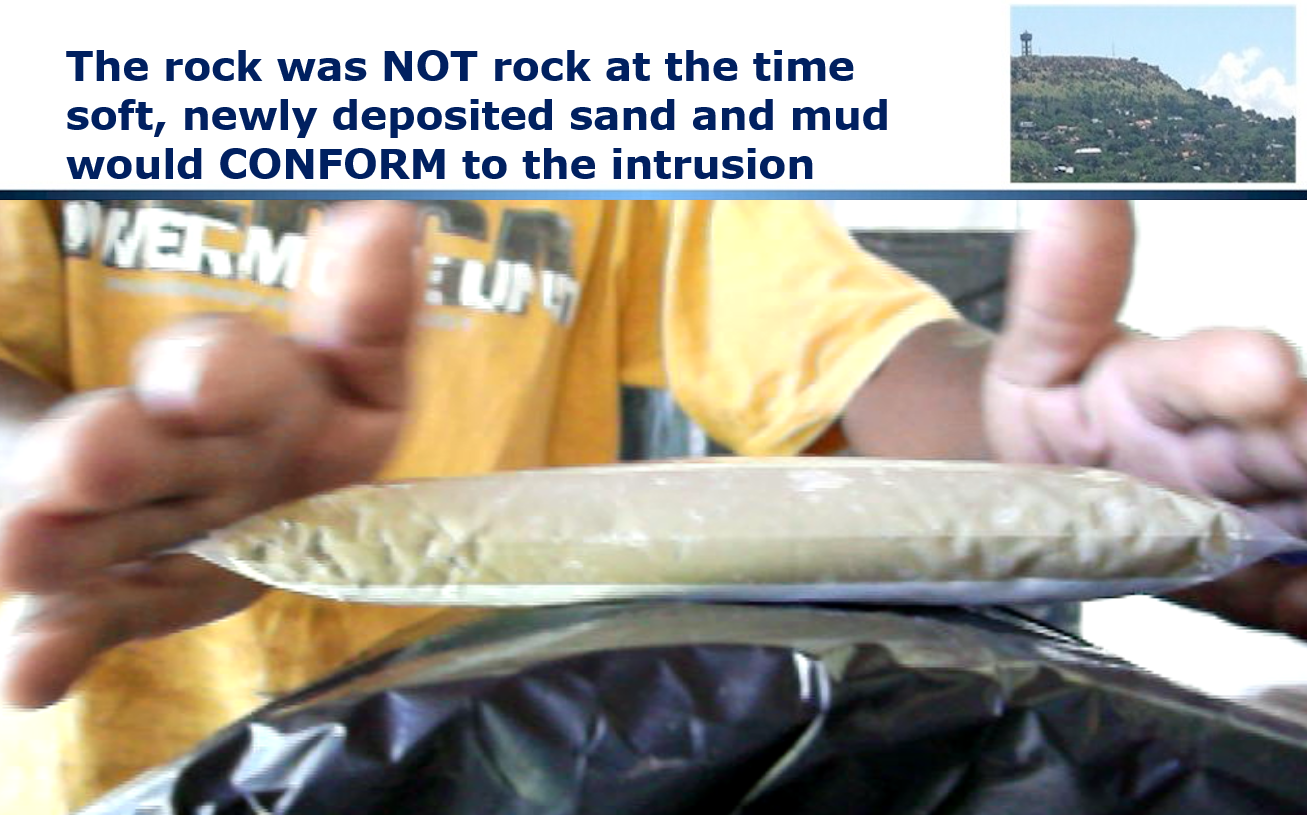 The rock was NOT rock at the time
soft, newly deposited sand and mud
would CONFORM to the intrusion